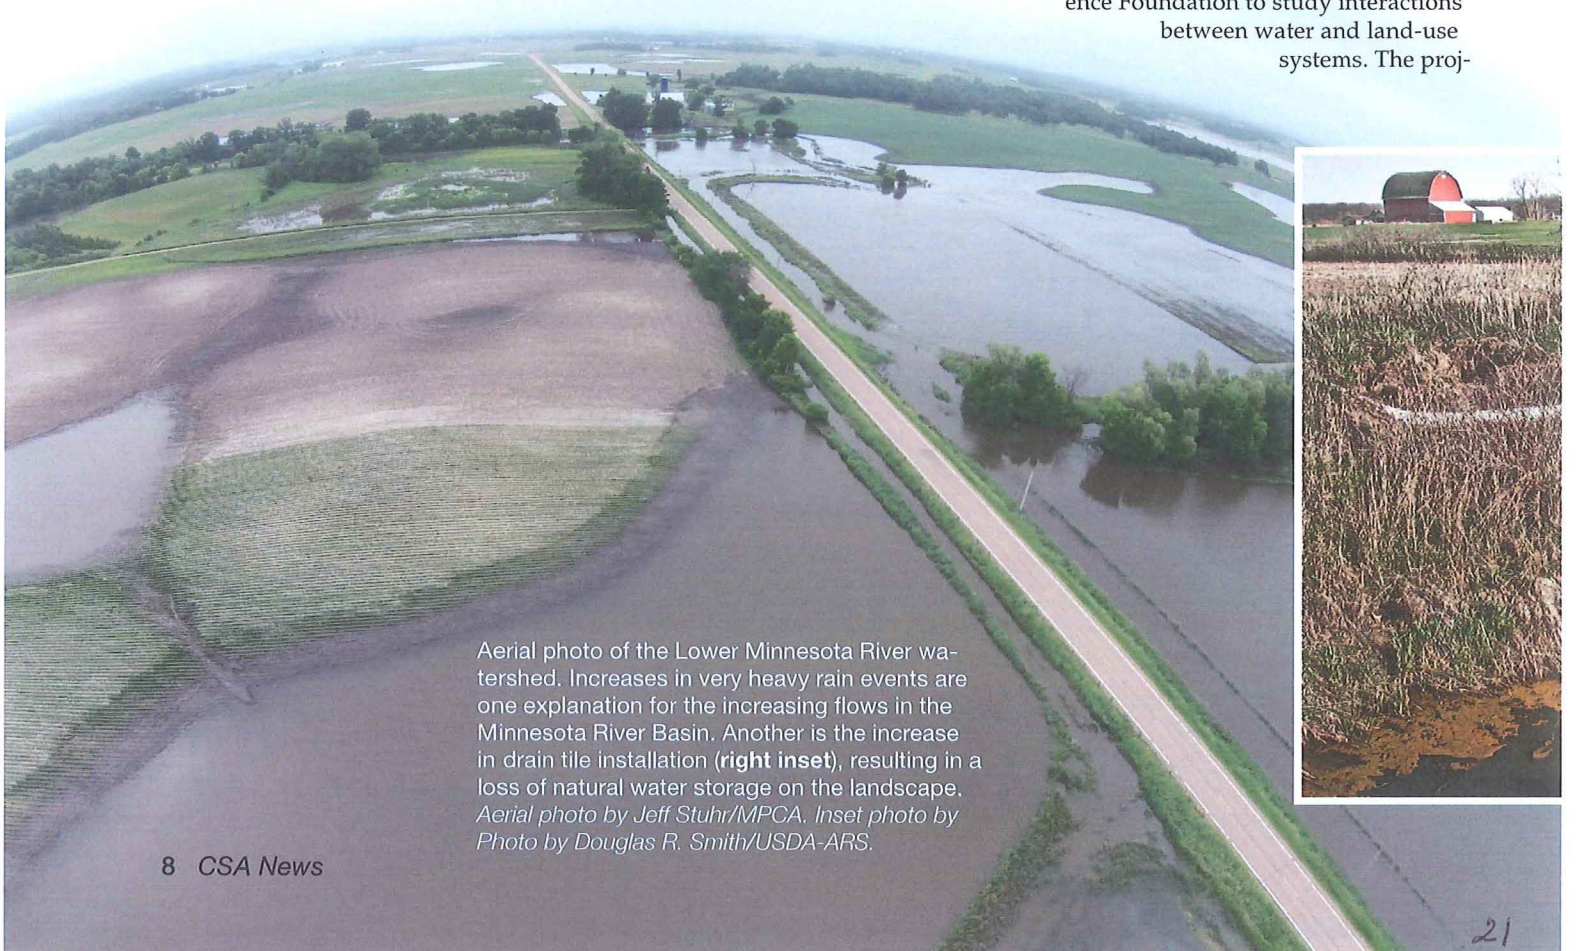 ence Foundation to study interactions
between water and land-use
systems. The proj-
Aerial photo of the Lower Minnesota River wa-
tershed. Increases in very heavy rain events are
one explanation for the increasing flows in the
Minnesota River Basin. Another is the increase
in drain tile installation (right inset), resulting in a
loss of natural water storage on the landscape.
Aerial photo by Jeff Stuhr/MPCA. Inset photo by
Photo by Douglas R. Smith/USDA-ARS.
8 CSA News
21